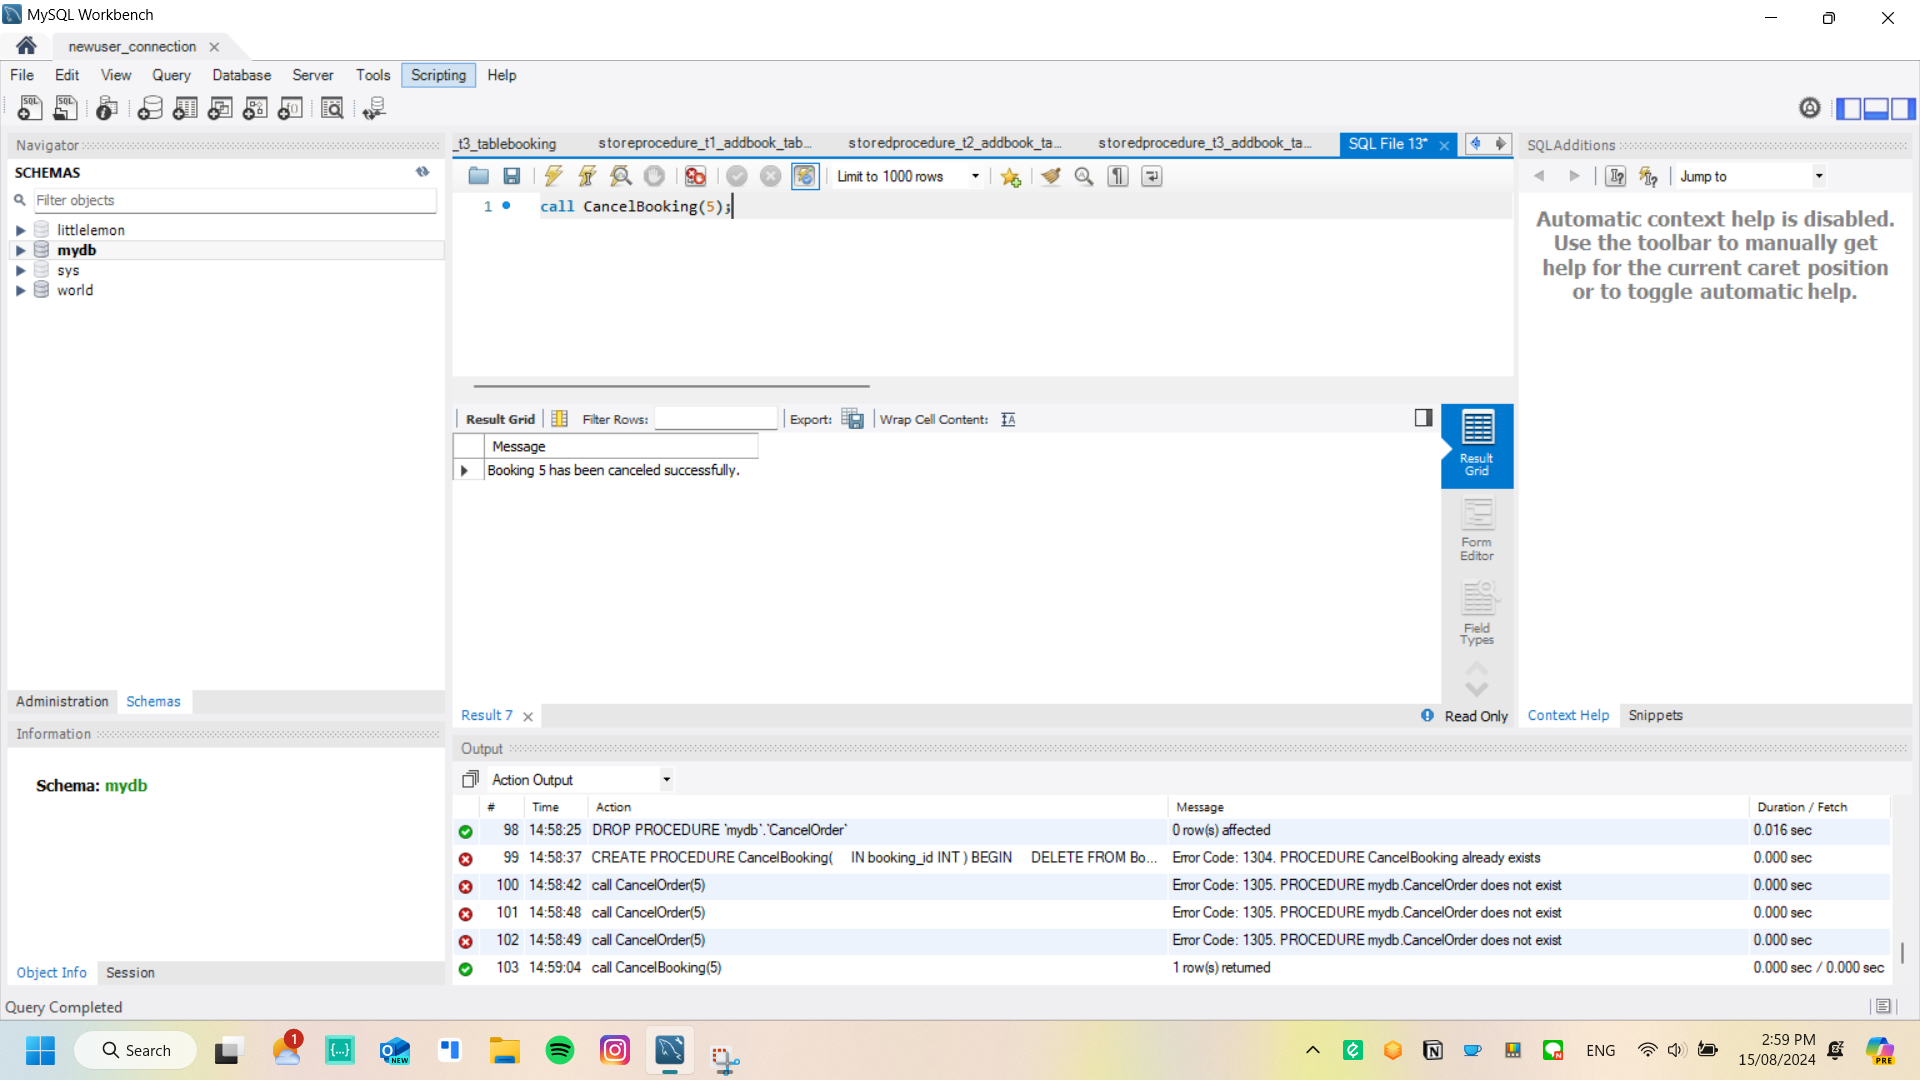 MySQL Workbench
newuser_connection
File Edit View Query Database Server Tools Scripting Help
Navigator
SCHEMAS
Filter objects
littlelemon
mydb
sys
world
Administration Schemas
Information
Schema: mydb
Object Info Session
Query Completed
_t3_tablebooking storeprocedure_t1_addbook_tab... storedprocedure_t2_addbook_ta... storedprocedure_t3_addbook_ta... SQL File 13*
Limit to 1000 rows
1 call CancelBooking(5);
Result Grid Filter Rows: Export: Wrap Cell Content:
Message
Booking 5 has been canceled successfully.
Result
Grid
Form
Editor
Field
Types
Result 7 Read Only
SQLAdditions
Jump to
Automatic context help is disabled.
Use the toolbar to manually get
help for the current caret position
or to toggle automatic help.
Context Help Snippets
Output
Action Output
# Time Action Message Duration / Fetch
98 14:58:25 DROP PROCEDURE `mydb`.`CancelOrder` 0 row(s) affected 0.016 sec
99 14:58:37 CREATE PROCEDURE CancelBooking( IN booking_id INT ) BEGIN DELETE FROM Bo... Error Code: 1304. PROCEDURE CancelBooking already exists 0.000 sec
100 14:58:42 call CancelOrder(5) Error Code: 1305. PROCEDURE mydb.CancelOrder does not exist 0.000 sec
101 14:58:48 call CancelOrder(5) Error Code: 1305. PROCEDURE mydb.CancelOrder does not exist 0.000 sec
102 14:58:49 call CancelOrder(5) Error Code: 1305. PROCEDURE mydb.CancelOrder does not exist 0.000 sec
103 14:59:04 call CancelBooking(5) 1 row(s) returned 0.000 sec / 0.000 sec
Search
1
NEW
ENG
2:59 PM
15/08/2024
PRE